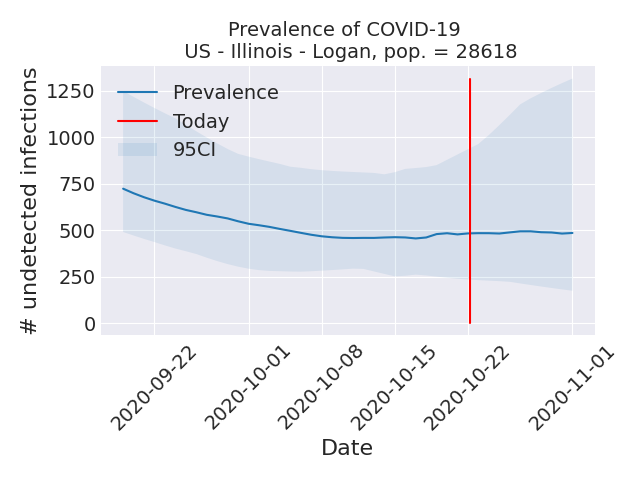 Prevalence of COVID-19
US - Illinois - Logan, pop. = 28618
# undetected infections
1250
1000
750
500
250
0
Prevalence
Today
95CI
2020-09-22
2020-10-01
2020-10-08
2020-10-15
2020-10-22
2020-11-01
Date